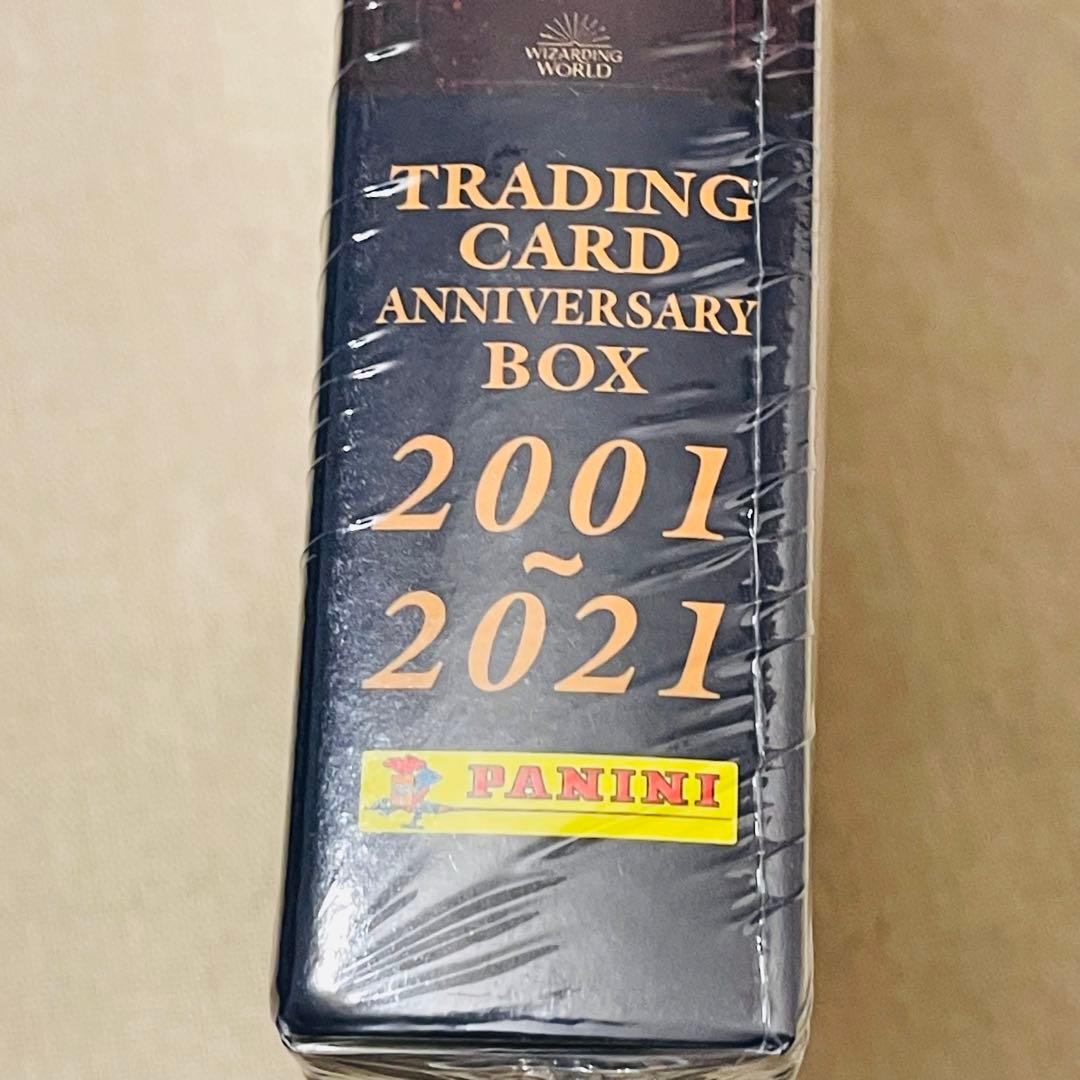 WIZARDING
WORLD
TRADING
CARD
ANNIVERSARY
BOX
2001
~
2021
PANINI